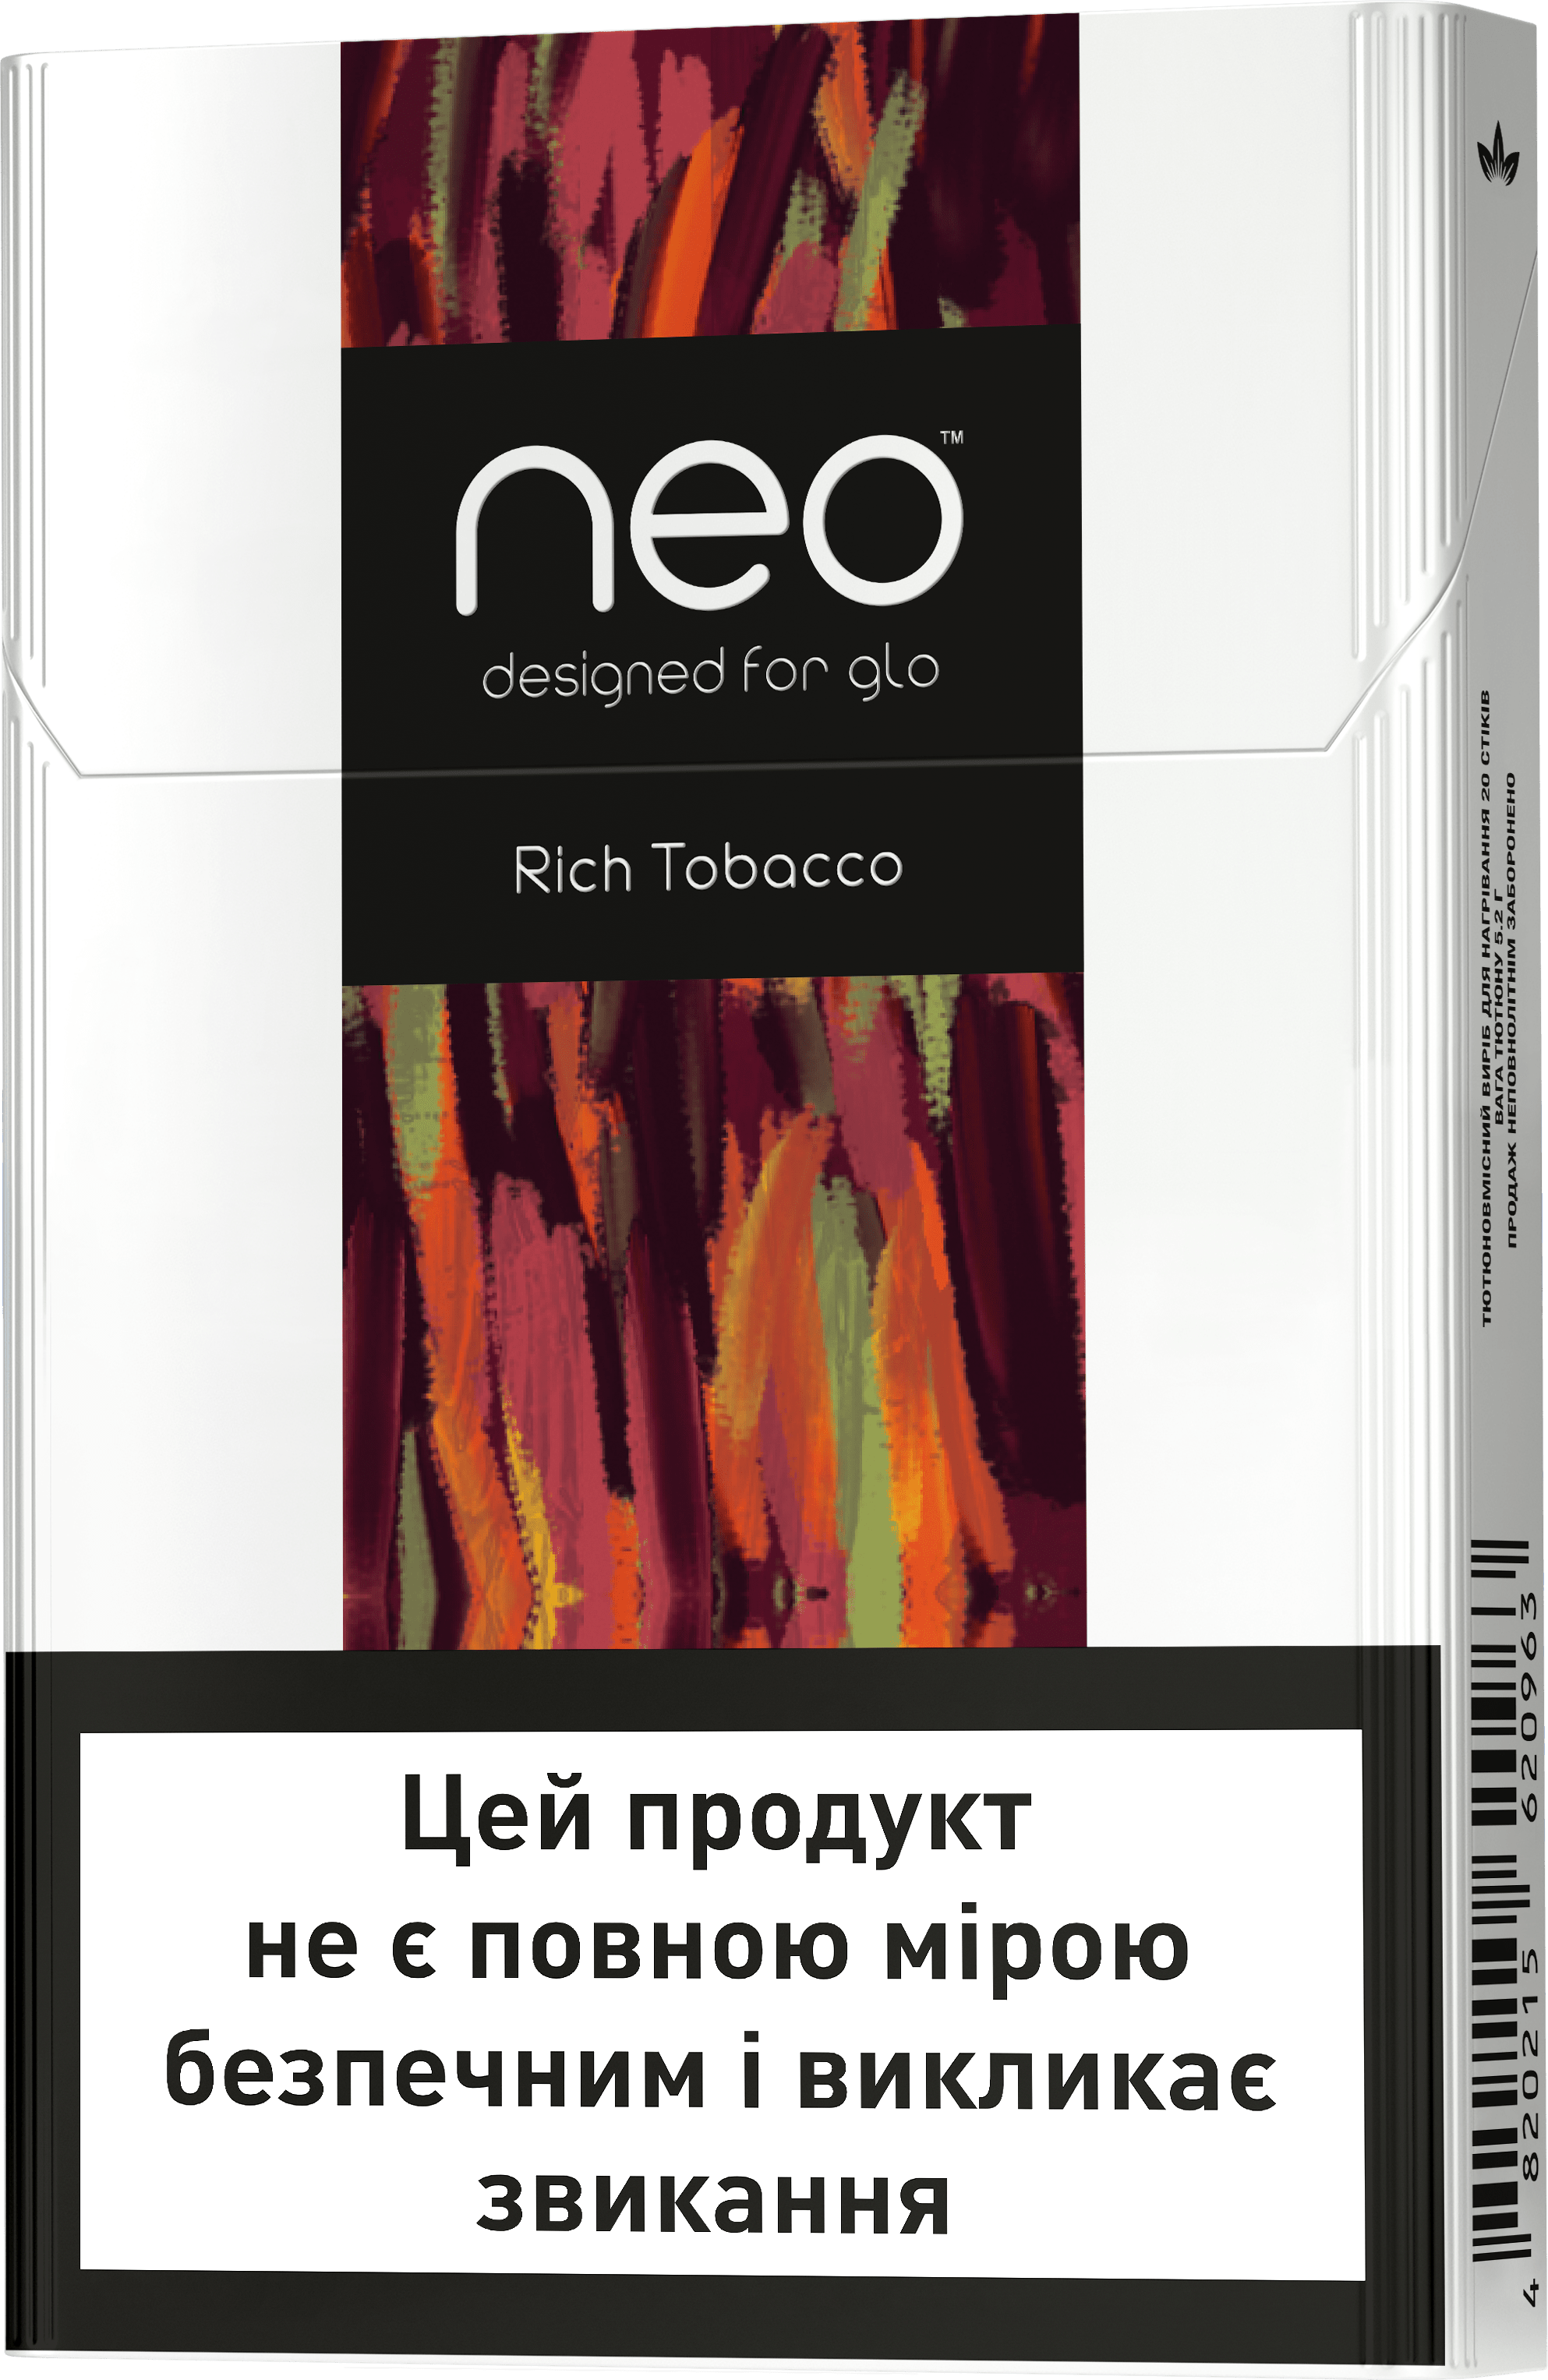 neo™
designed for glo
Rich Tobacco
Цей продукт
не є повною мірою
безпечним і викликає
звикання
ТЮТЮНОВМІСНИЙ ВИРІБ ДЛЯ НАГРІВАННЯ 20 СТІКІВ
ВАГА ТЮТЮНУ 5.2 Г
ПРОДАЖ НЕПОВНОЛІТНІМ ЗАБОРОНЕНО
4 820215 620963